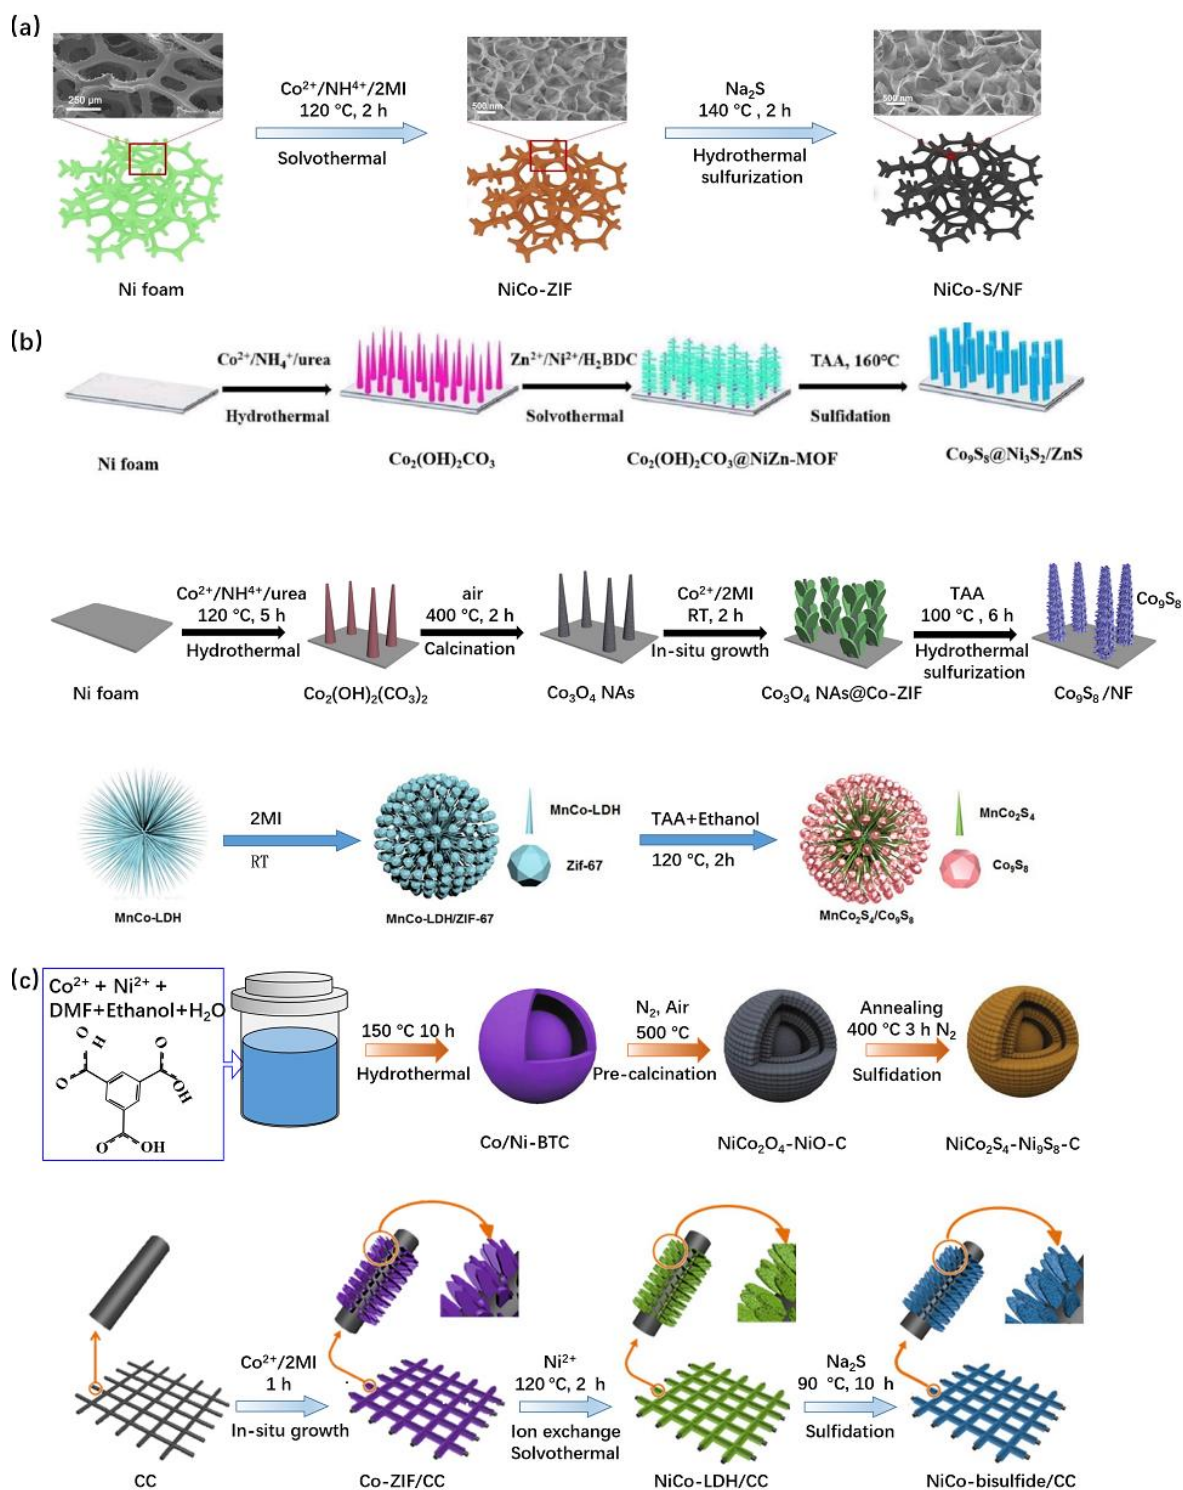 (a)
250 μm
Co²⁺/NH⁴⁺/2MI
120 °C, 2 h
Solvothermal
500 nm
Na₂S
140 °C , 2 h
Hydrothermal
sulfurization
500 nm
Ni foam
NiCo-ZIF
NiCo-S/NF
(b)
Co²⁺/NH₄⁺/urea
Hydrothermal
Zn²⁺/Ni²⁺/H₂BDC
Solvothermal
TAA, 160°C
Sulfidation
Ni foam
Co₂(OH)₂CO₃
Co₂(OH)₂CO₃@NiZn-MOF
Co₉S₈@Ni₃S₂/ZnS
Co²⁺/NH⁴⁺/urea
120 °C, 5 h
Hydrothermal
air
400 °C, 2 h
Calcination
Co²⁺/2MI
RT, 2 h
In-situ growth
TAA
100 °C , 6 h
Hydrothermal
sulfurization
Co₉S₈
Ni foam
Co₂(OH)₂(CO₃)₂
Co₃O₄ NAs
Co₃O₄ NAs@Co-ZIF
Co₉S₈ /NF
2MI
RT
MnCo-LDH
Zif-67
TAA+Ethanol
120 °C, 2h
MnCo₂S₄
Co₉S₈
MnCo-LDH
MnCo-LDH/ZIF-67
MnCo₂S₄/Co₉S₈
(c)
Co²⁺ + Ni²⁺ +
DMF+Ethanol+H₂O
O
H
O
O
O
OH
O
OH
150 °C 10 h
Hydrothermal
N₂, Air
500 °C
Pre-calcination
Annealing
400 °C 3 h N₂
Sulfidation
Co/Ni-BTC
NiCo₂O₄-NiO-C
NiCo₂S₄-Ni₉S₈-C
Co²⁺/2MI
1 h
In-situ growth
Ni²⁺
120 °C, 2 h
Ion exchange
Solvothermal
Na₂S
90 °C, 10 h
Sulfidation
CC
Co-ZIF/CC
NiCo-LDH/CC
NiCo-bisulfide/CC